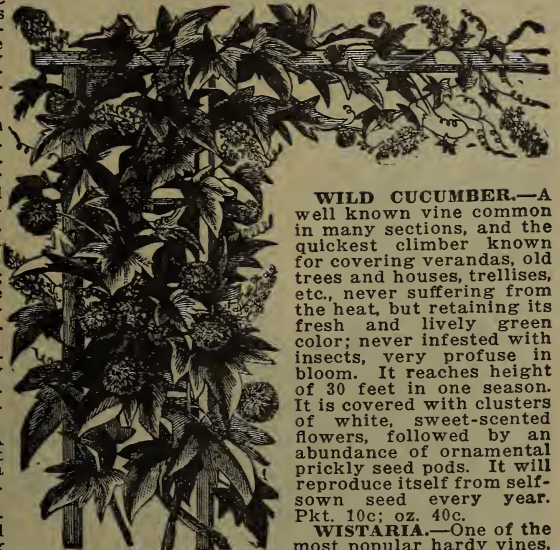 WILD CUCUMBER.—A
well known vine common
in many sections, and the
quickest climber known
for covering verandas, old
trees and houses, trellises,
etc., never suffering from
the heat, but retaining its
fresh and lively green
color; never infested with
insects, very profuse in
bloom. It reaches height
of 30 feet in one season.
It is covered with clusters
of white, sweet-scented
flowers, followed by an
abundance of ornamental
prickly seed pods. It will
reproduce itself from self-
sown seed every year.
Pkt. 10c; oz. 40c.
WISTARIA.—One of the
most popular hardy vines,